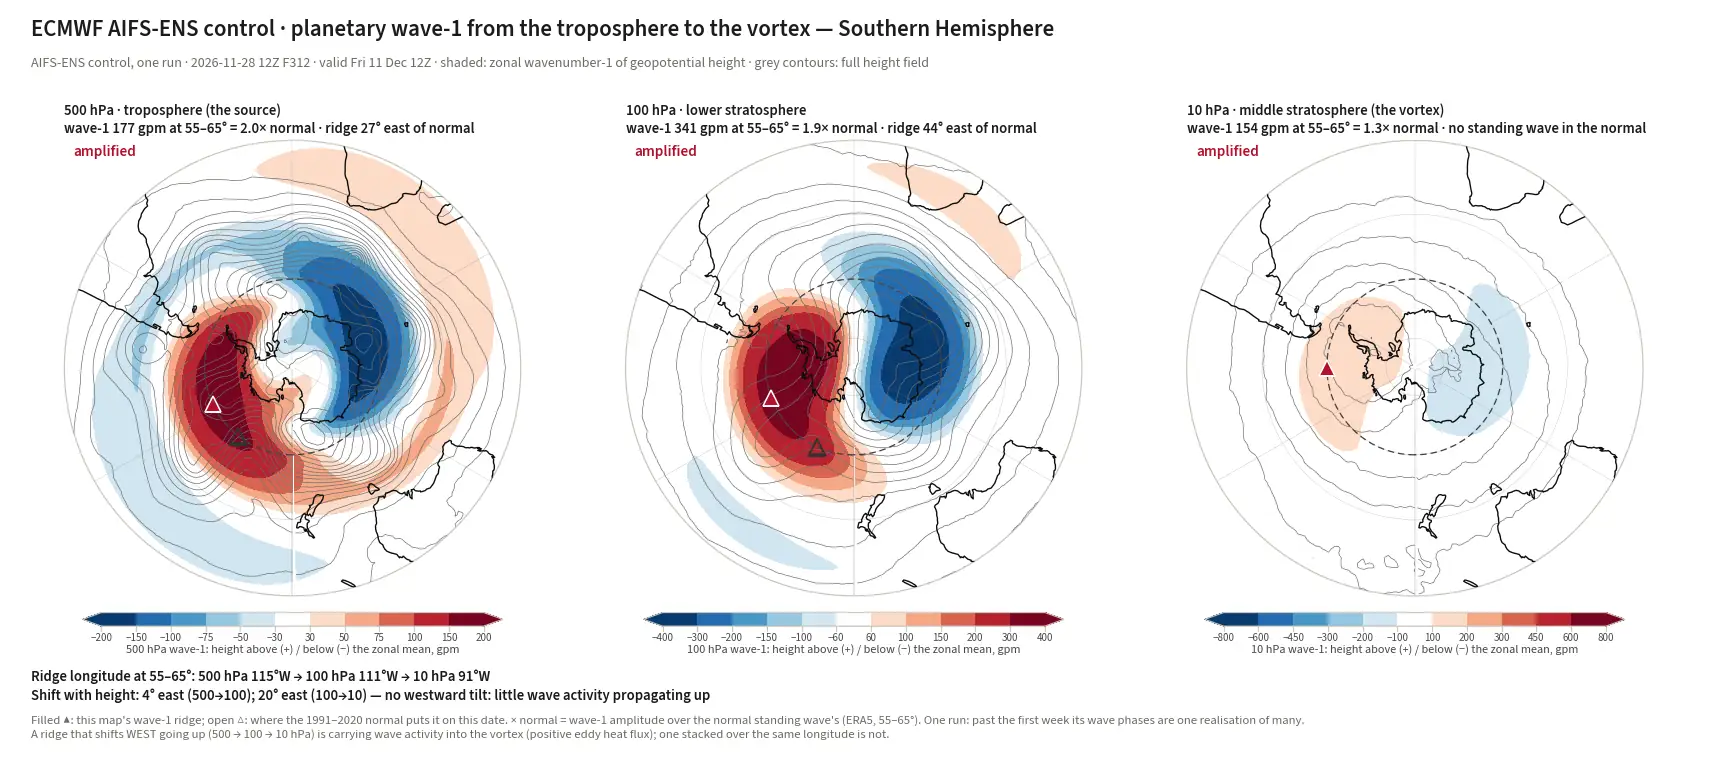 ECMWF AIFS-ENS control · planetary wave-1 from the troposphere to the vortex — Southern Hemisphere
AIFS-ENS control, one run · 2026-11-28 12Z F312 · valid Fri 11 Dec 12Z · shaded: zonal wavenumber-1 of geopotential height · grey contours: full height field
500 hPa · troposphere (the source)
wave-1 177 gpm at 55–65° = 2.0× normal · ridge 27° east of normal
amplified
100 hPa · lower stratosphere
wave-1 341 gpm at 55–65° = 1.9× normal · ridge 44° east of normal
amplified
10 hPa · middle stratosphere (the vortex)
wave-1 154 gpm at 55–65° = 1.3× normal · no standing wave in the normal
amplified
−200 −150 −100 −75 −50 −30 30 50 75 100 150 200
500 hPa wave-1: height above (+) / below (−) the zonal mean, gpm
−400 −300 −200 −150 −100 −60 60 100 150 200 300 400
100 hPa wave-1: height above (+) / below (−) the zonal mean, gpm
−800 −600 −450 −300 −200 −100 100 200 300 450 600 800
10 hPa wave-1: height above (+) / below (−) the zonal mean, gpm
Ridge longitude at 55–65°: 500 hPa 115°W → 100 hPa 111°W → 10 hPa 91°W
Shift with height: 4° east (500→100); 20° east (100→10) — no westward tilt: little wave activity propagating up
Filled ▲: this map's wave-1 ridge; open △: where the 1991–2020 normal puts it on this date. × normal = wave-1 amplitude over the normal standing wave's (ERA5, 55–65°). One run: past the first week its wave phases are one realisation of many.
A ridge that shifts WEST going up (500 → 100 → 10 hPa) is carrying wave activity into the vortex (positive eddy heat flux); one stacked over the same longitude is not.